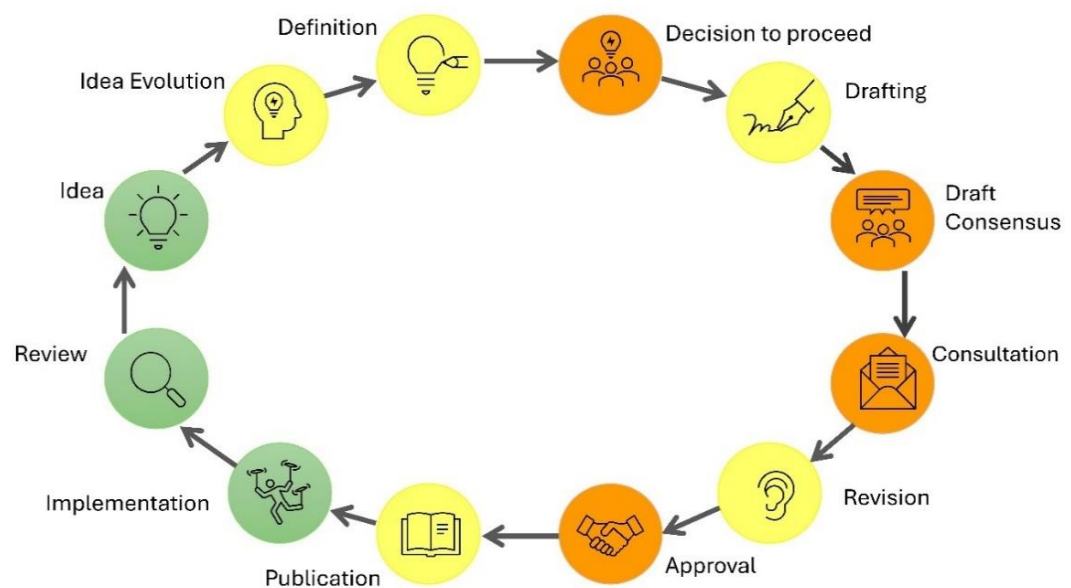 Definition
Decision to proceed
Idea Evolution
Drafting
Idea
Draft
Consensus
Review
Consultation
Implementation
Revision
Publication
Approval